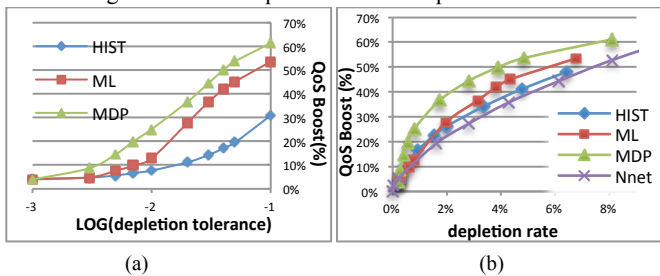 (a)
70%
60%
50%
40%
30%
20%
10%
0%
QoS Boost(%)
HIST
ML
MDP
-3
-2
-1
LOG(depletion tolerance)
(a)
(b)
70%
60%
50%
40%
30%
20%
10%
0%
QoS Boost (%)
HIST
ML
MDP
Nnet
0%
2%
4%
6%
8%
depletion rate
(b)